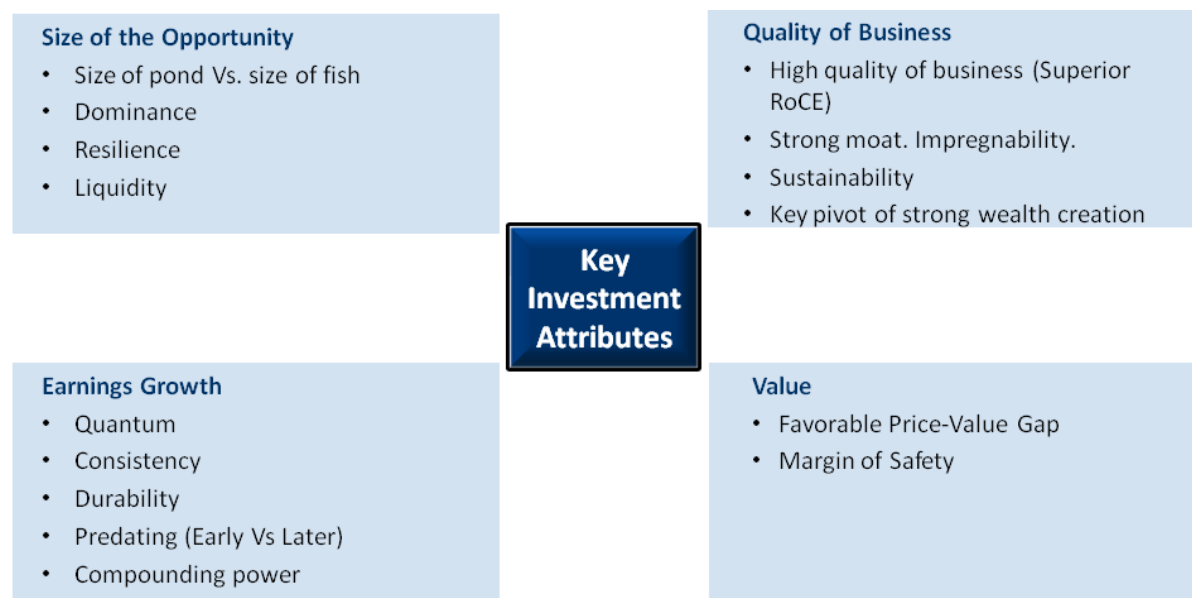 Size of the Opportunity
• Size of pond Vs. size of fish
• Dominance
• Resilience
• Liquidity
Quality of Business
• High quality of business (Superior
RoCE)
• Strong moat. Impregnability.
• Sustainability
• Key pivot of strong wealth creation
Key
Investment
Attributes
Earnings Growth
• Quantum
• Consistency
• Durability
• Predating (Early Vs Later)
• Compounding power
Value
• Favorable Price-Value Gap
• Margin of Safety